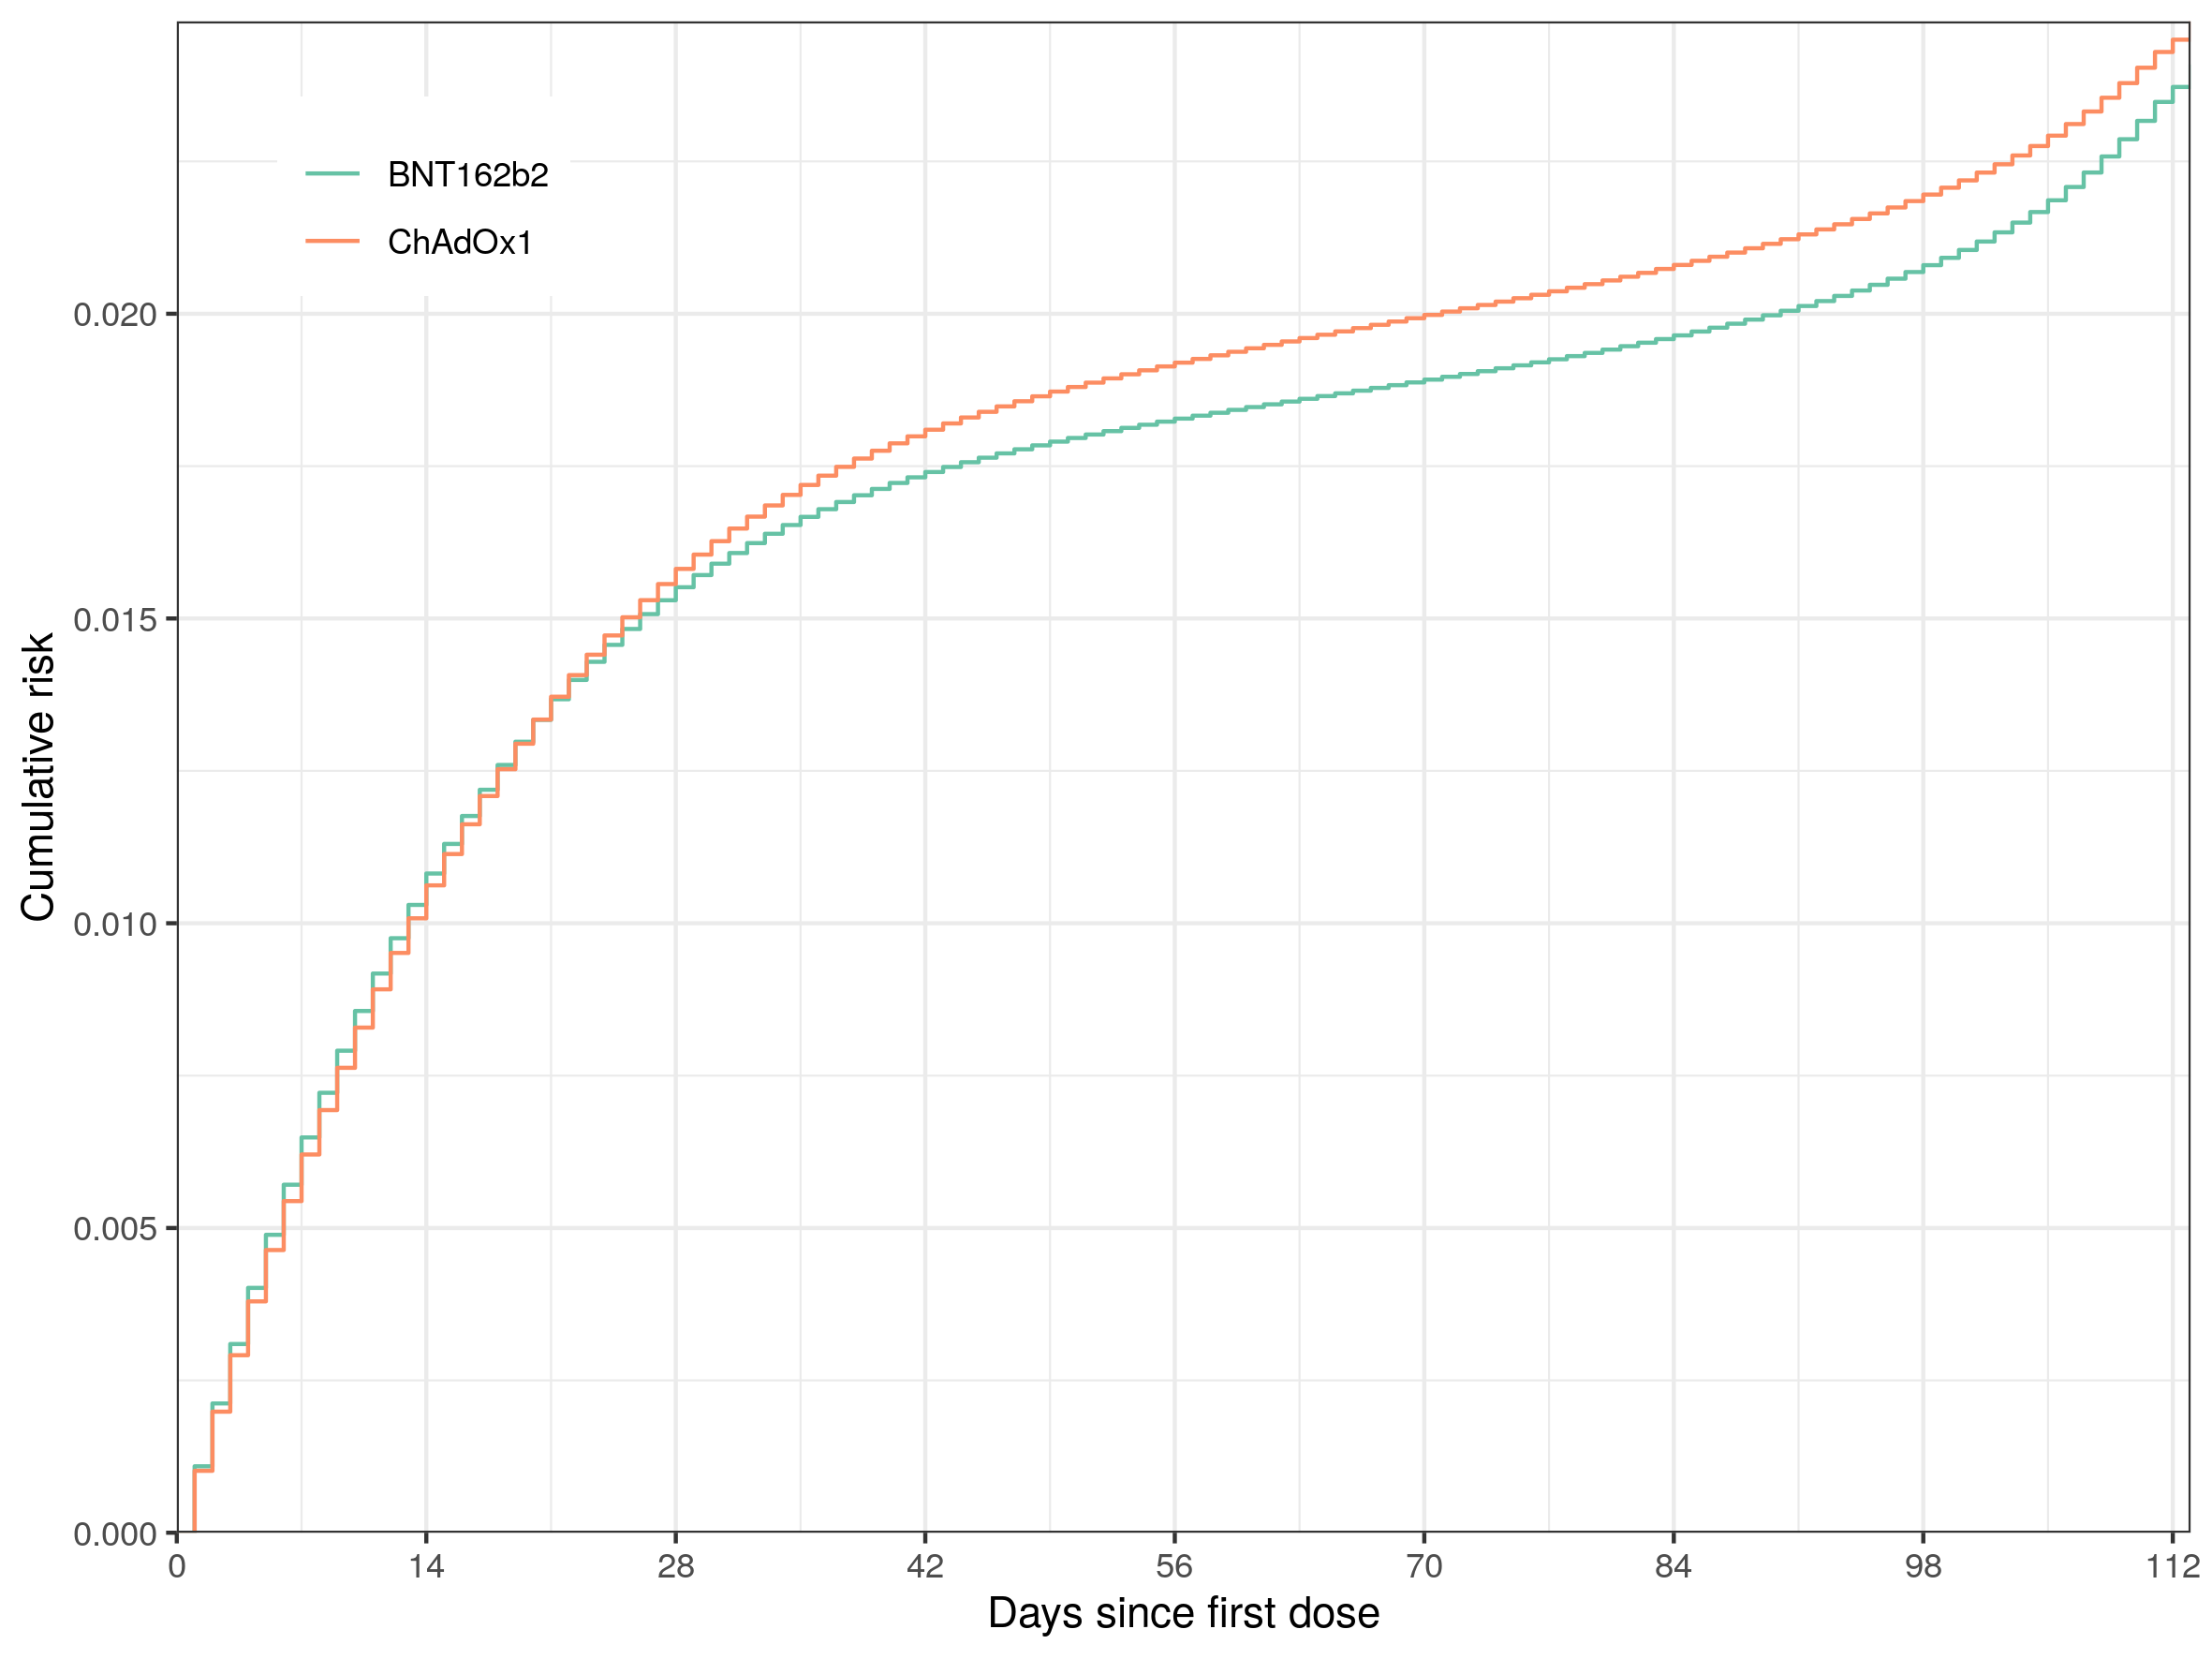 BNT162b2
ChAdOx1
0.020
0.015
0.010
0.005
0.000
Cumulative risk
0 14 28 42 56 70 84 98 112
Days since first dose